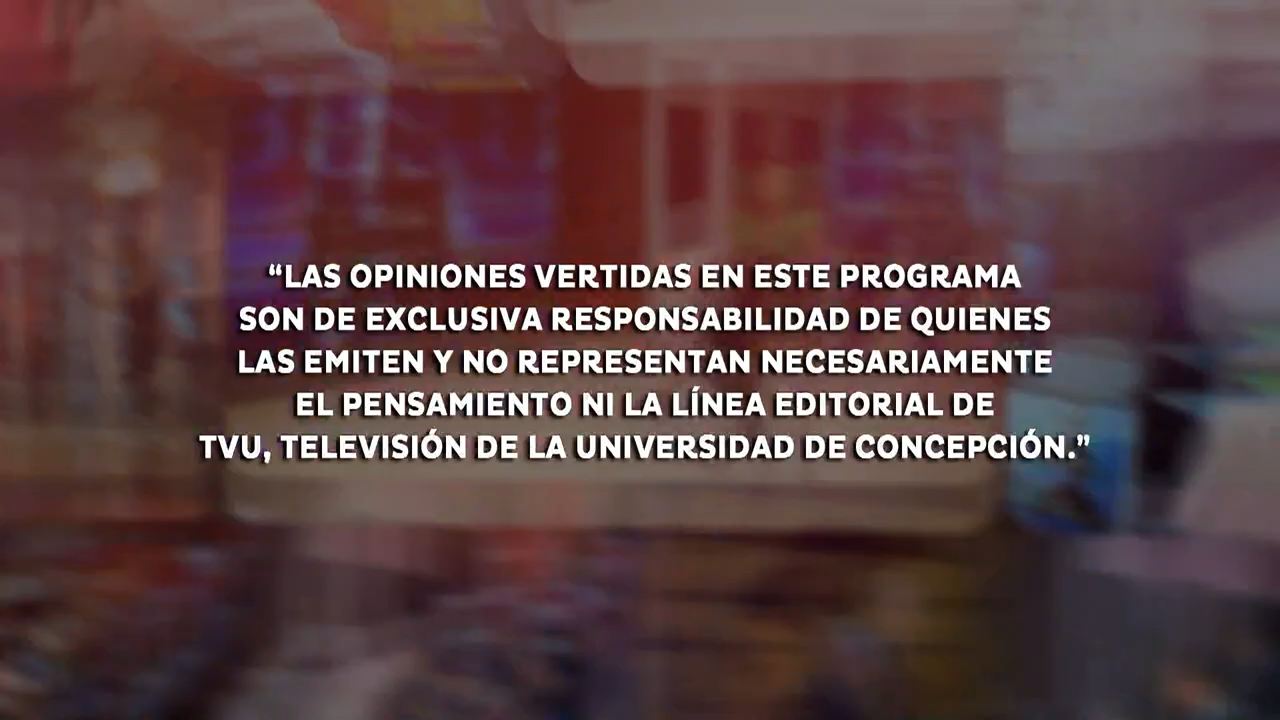 “LAS OPINIONES VERTIDAS EN ESTE PROGRAMA
SON DE EXCLUSIVA RESPONSABILIDAD DE QUIENES
LAS EMITEN Y NO REPRESENTAN NECESARIAMENTE
EL PENSAMIENTO NI LA LÍNEA EDITORIAL DE
TVU, TELEVISIÓN DE LA UNIVERSIDAD DE CONCEPCIÓN.”